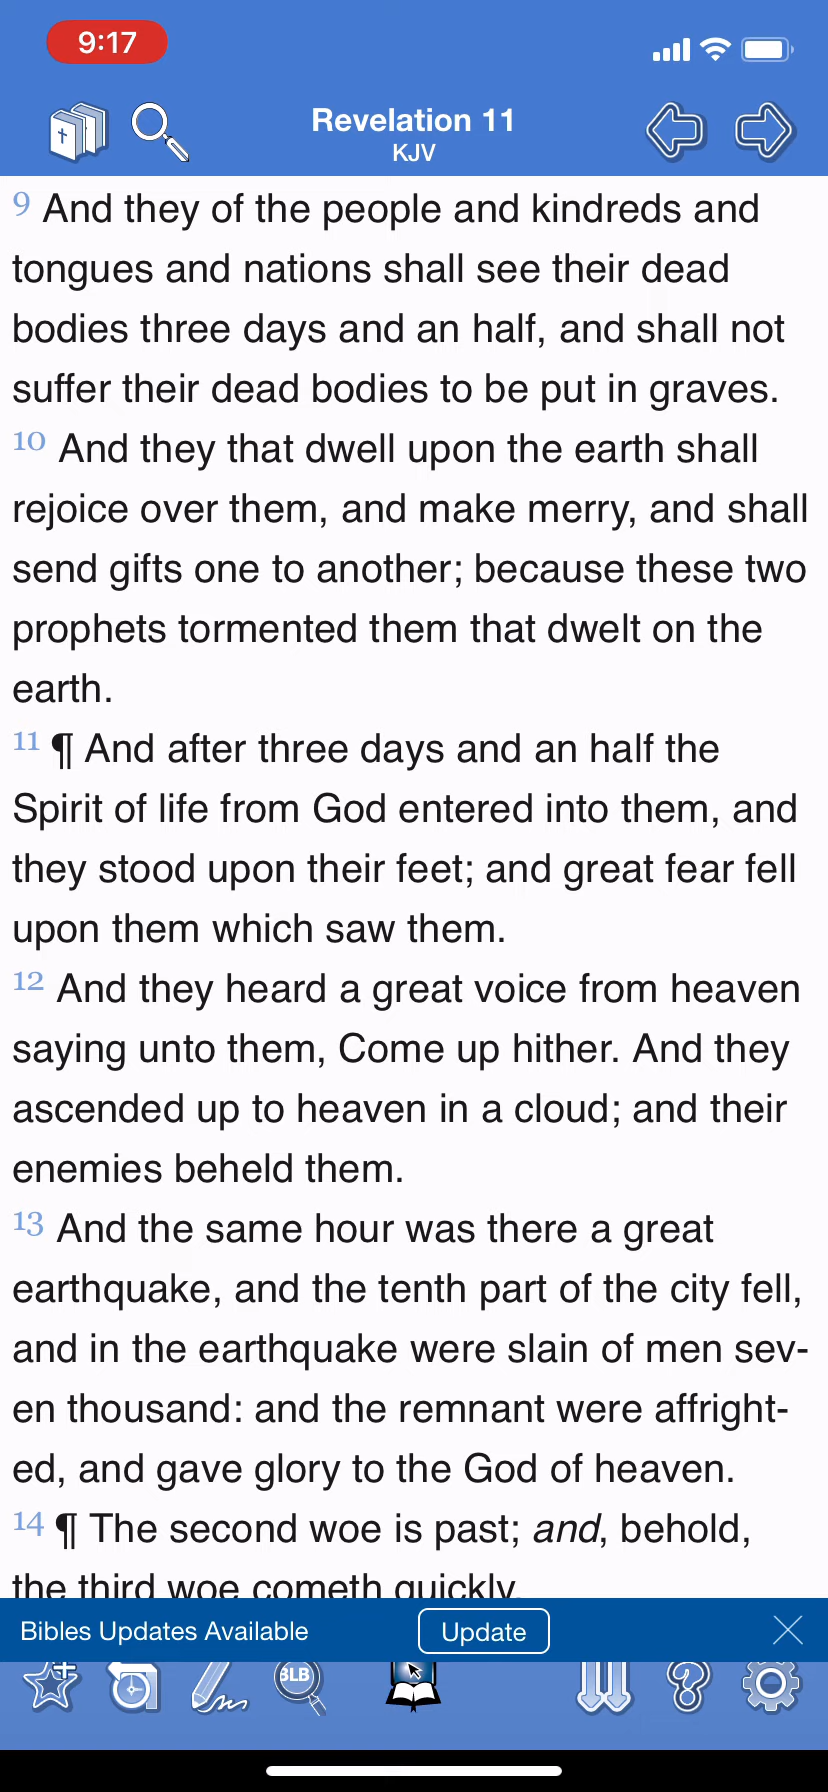 9:17
Revelation 11
KJV
9 And they of the people and kindreds and
tongues and nations shall see their dead
bodies three days and an half, and shall not
suffer their dead bodies to be put in graves.
10 And they that dwell upon the earth shall
rejoice over them, and make merry, and shall
send gifts one to another; because these two
prophets tormented them that dwelt on the
earth.
11 ¶ And after three days and an half the
Spirit of life from God entered into them, and
they stood upon their feet; and great fear fell
upon them which saw them.
12 And they heard a great voice from heaven
saying unto them, Come up hither. And they
ascended up to heaven in a cloud; and their
enemies beheld them.
13 And the same hour was there a great
earthquake, and the tenth part of the city fell,
and in the earthquake were slain of men sev-
en thousand: and the remnant were affright-
ed, and gave glory to the God of heaven.
14 ¶ The second woe is past; and, behold,
the third woe cometh quickly.
Bibles Updates Available
Update
BLB